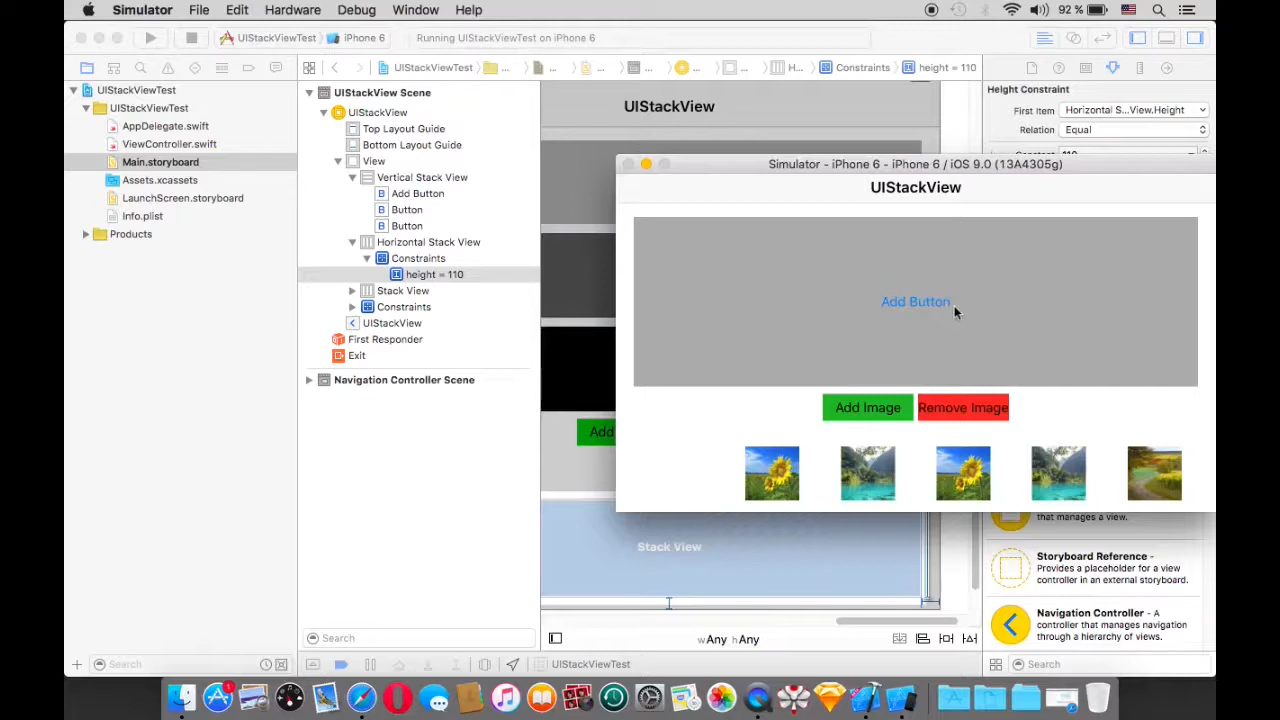 Simulator File Edit Hardware Debug Window Help 92 %
UIStackViewTest iPhone 6 Running UIStackViewTest on iPhone 6
UIStackViewTest ... ... ... ... ... ... H... Constraints height = 110
UIStackViewTest
UIStackViewTest
AppDelegate.swift
ViewController.swift
Main.storyboard
Assets.xcassets
LaunchScreen.storyboard
Info.plist
Products
UIStackView Scene
UIStackView
Top Layout Guide
Bottom Layout Guide
View
Vertical Stack View
B Add Button
B Button
B Button
Horizontal Stack View
Constraints
height = 110
Stack View
Constraints
UIStackView
First Responder
Exit
Navigation Controller Scene
UIStackView
Add
Stack View
Height Constraint
First Item Horizontal S...View.Height
Relation Equal
Simulator - iPhone 6 - iPhone 6 / iOS 9.0 (13A4305g)
UIStackView
Add Button
Add Image Remove Image
that manages a view.
Storyboard Reference -
Provides a placeholder for a view
controller in an external storyboard.
Navigation Controller - A
controller that manages navigation
through a hierarchy of views.
Search
wAny hAny
Search
UIStackViewTest
Search
1